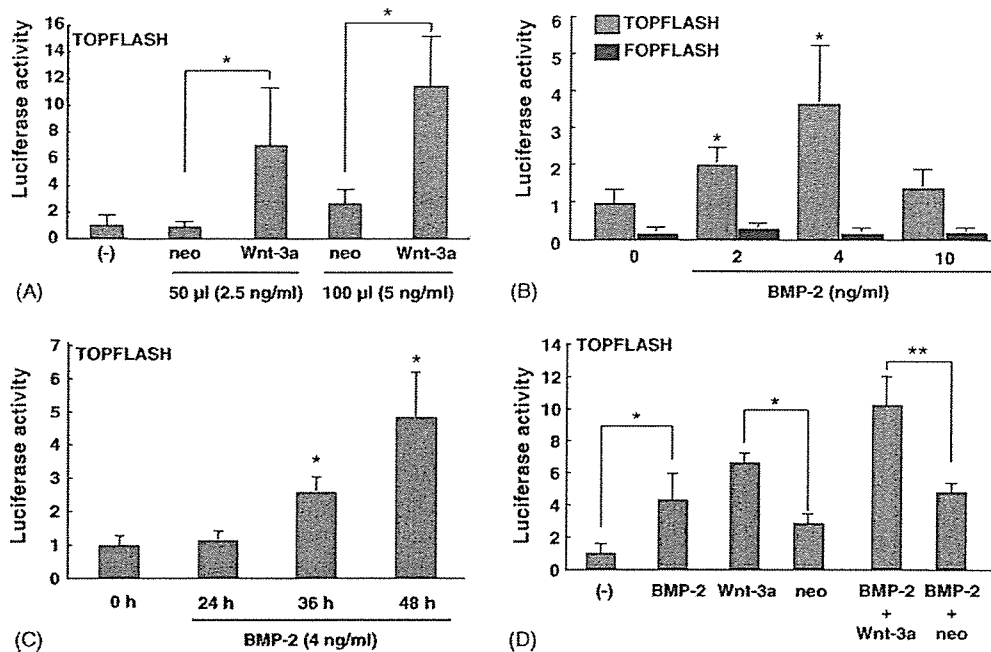 TOPFLASH
Luciferase activity
16
14
12
10
8
6
4
2
0
*
*
(-) neo Wnt-3a neo Wnt-3a
50 µl (2.5 ng/ml) 100 µl (5 ng/ml)
(A)
TOPFLASH
FOPFLASH
Luciferase activity
6
5
4
3
2
1
0
*
*
0 2 4 10
BMP-2 (ng/ml)
(B)
TOPFLASH
Luciferase activity
7
6
5
4
3
2
1
0
*
*
0 h 24 h 36 h 48 h
BMP-2 (4 ng/ml)
(C)
TOPFLASH
Luciferase activity
14
12
10
8
6
4
2
0
*
*
**
(-) BMP-2 Wnt-3a neo BMP-2 BMP-2
+ +
Wnt-3a neo
(D)